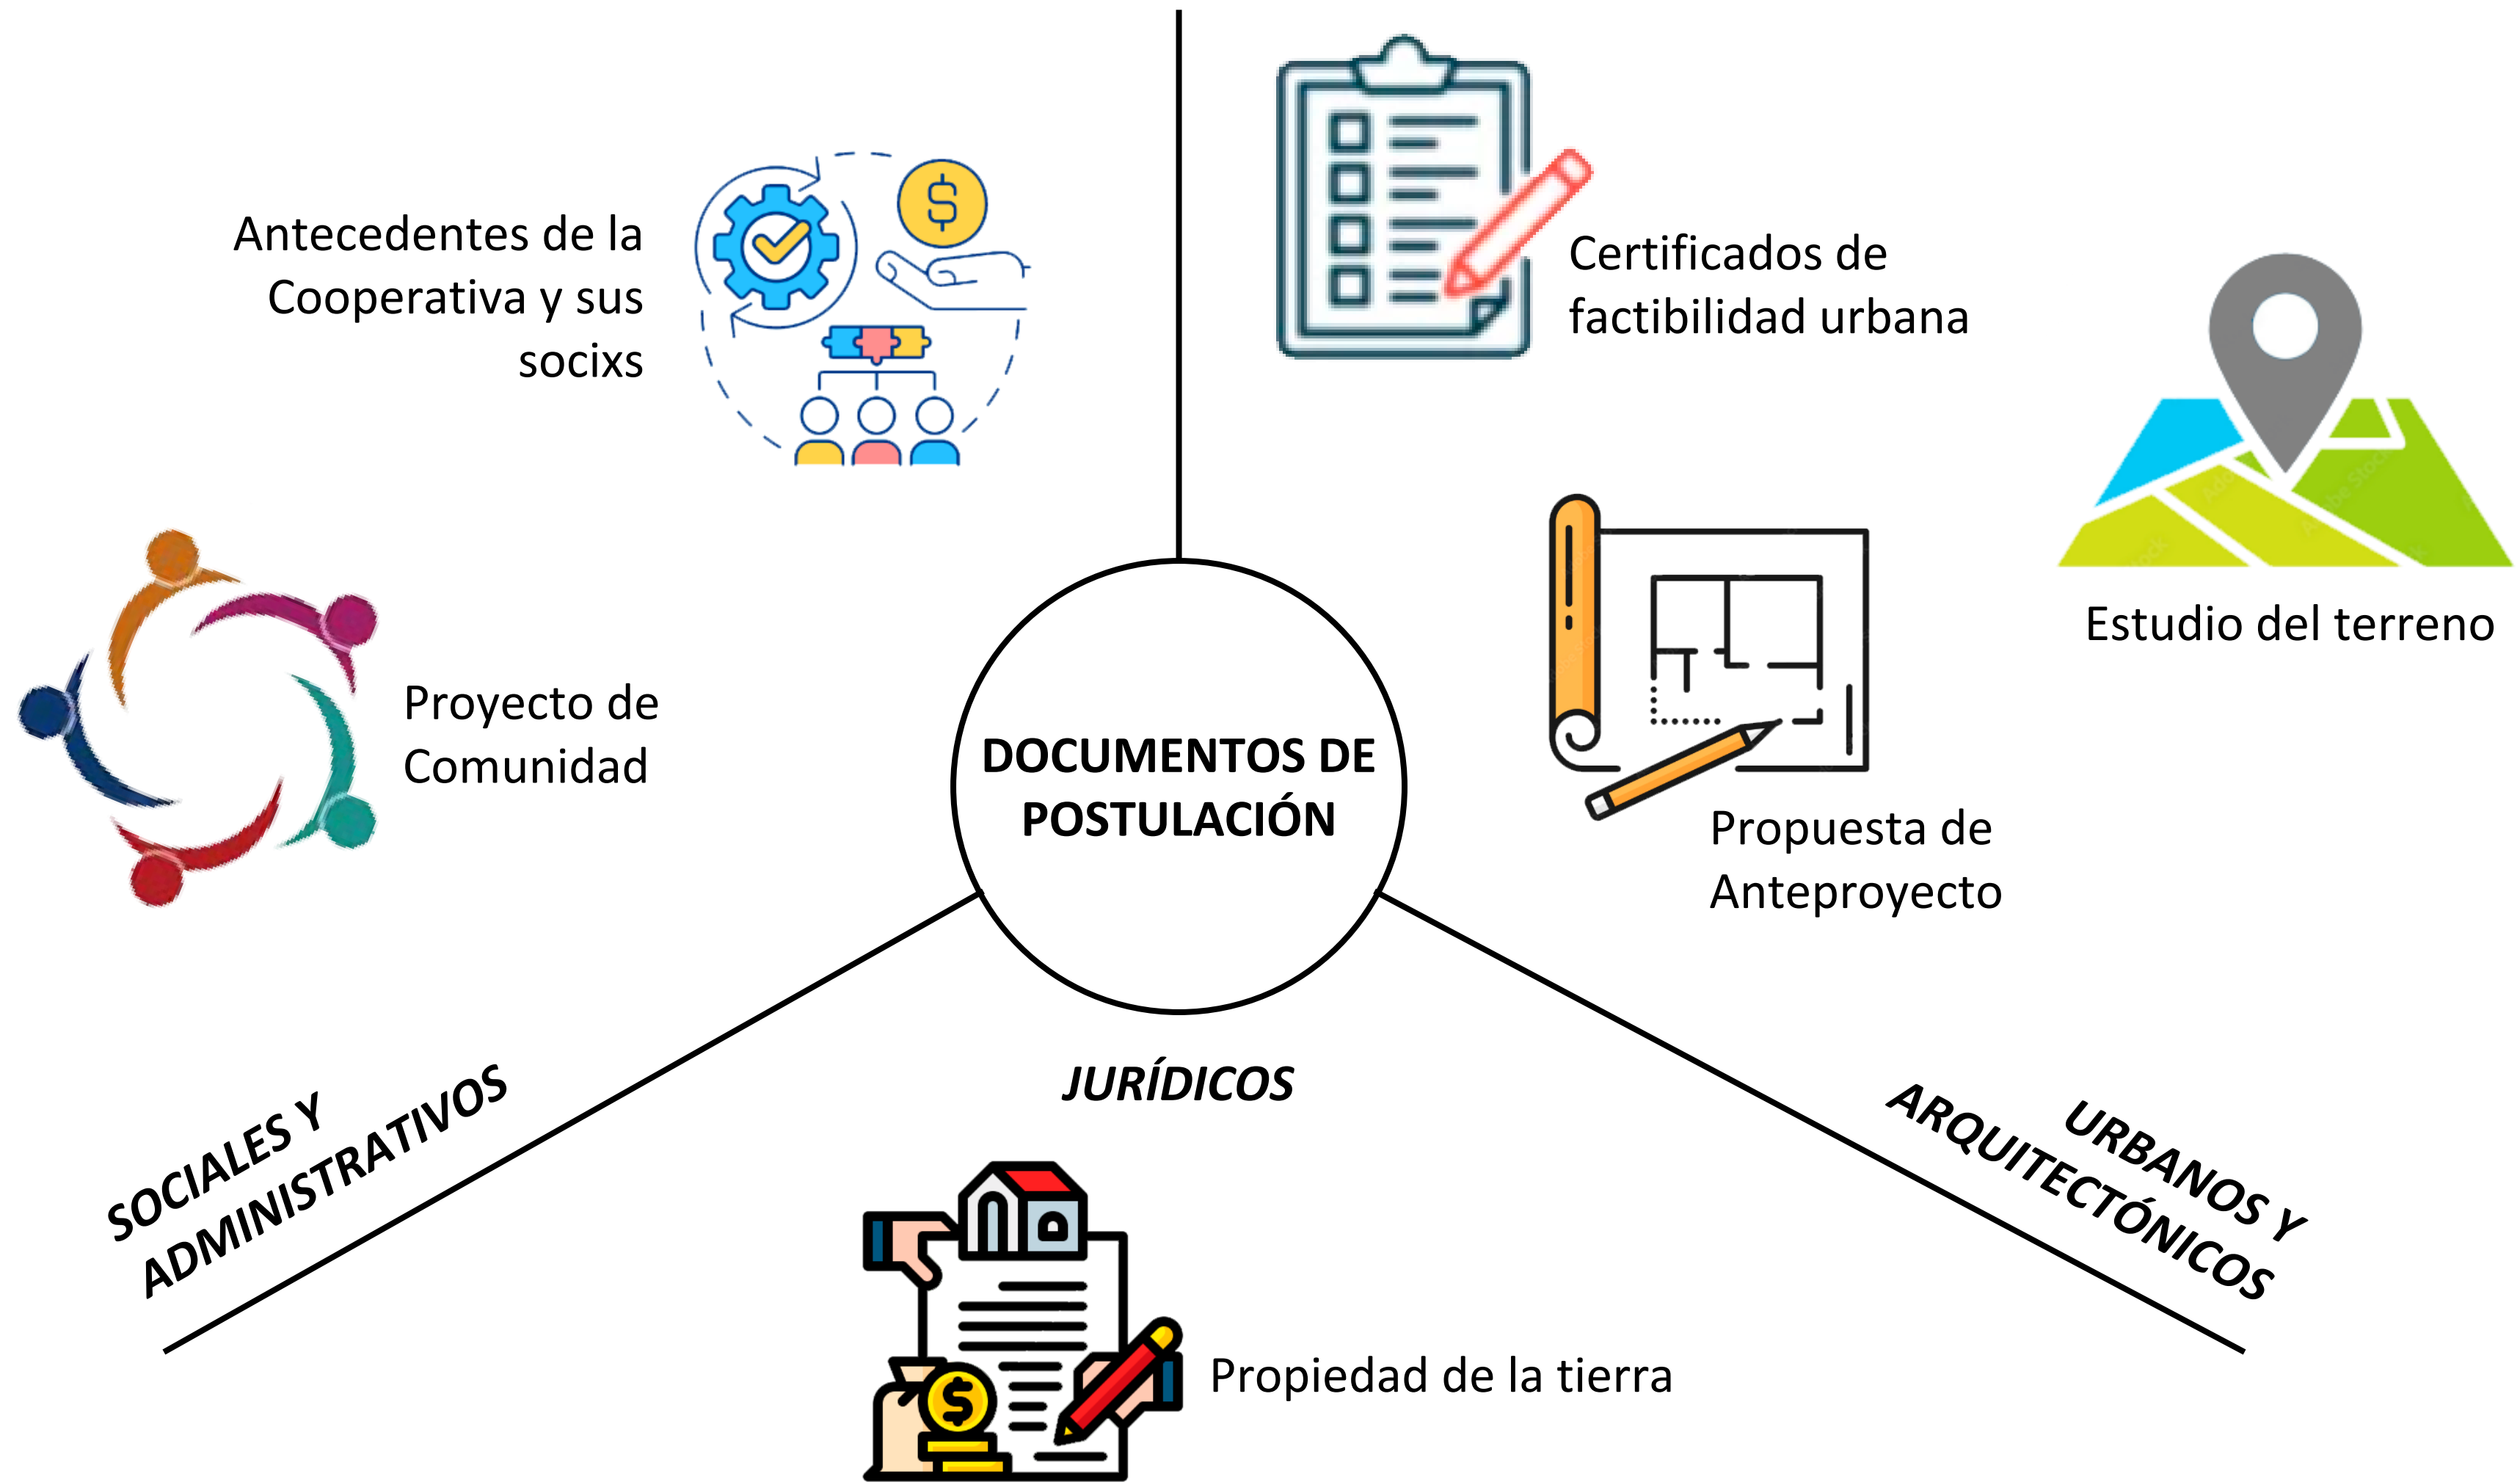 Antecedentes de la
Cooperativa y sus
socixs
Proyecto de
Comunidad
SOCIALES Y
ADMINISTRATIVOS
DOCUMENTOS DE
POSTULACIÓN
Certificados de
factibilidad urbana
Estudio del terreno
Propuesta de
Anteproyecto
URBANOS Y
ARQUITECTÓNICOS
JURÍDICOS
Propiedad de la tierra